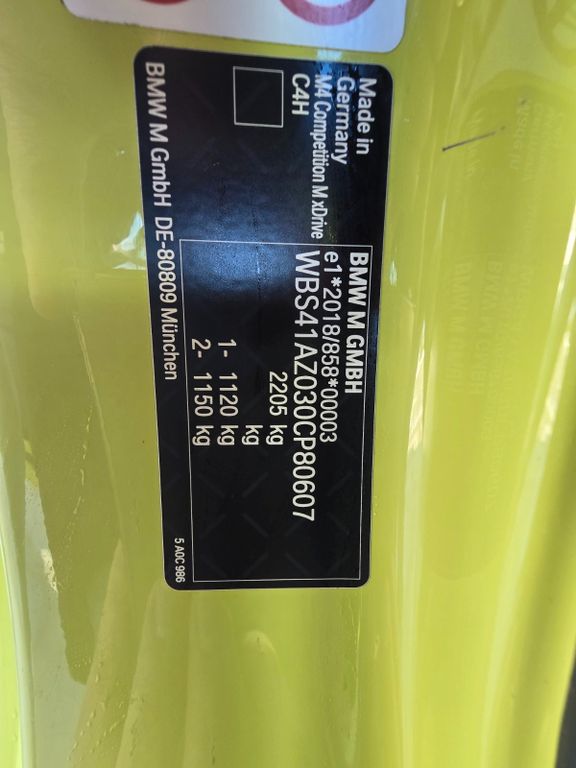 Made in
Germany
M4 Competition M xDrive
C4H
BMW M GMBH
e1*2018/858*00003
WBS41AZ030CP80607
2205 kg
kg
1- 1120 kg
2- 1150 kg
BMW M GmbH DE-80809 München
5 A0C 986